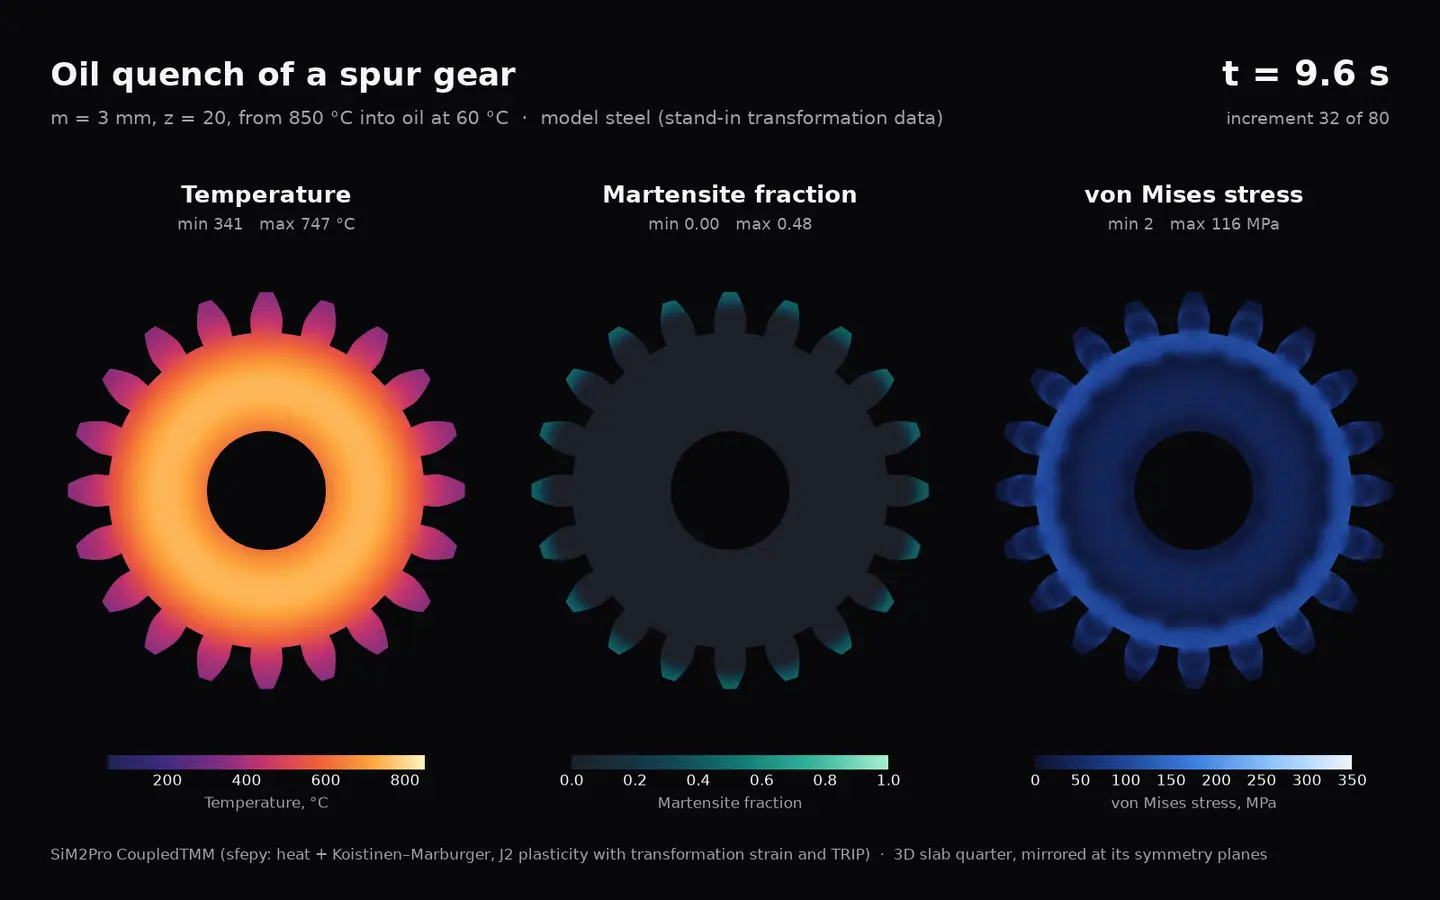 Oil quench of a spur gear
t = 9.6 s
m = 3 mm, z = 20, from 850 °C into oil at 60 °C · model steel (stand-in transformation data)
increment 32 of 80
Temperature
min 341 max 747 °C
Martensite fraction
min 0.00 max 0.48
von Mises stress
min 2 max 116 MPa
200 400 600 800
Temperature, °C
0.0 0.2 0.4 0.6 0.8 1.0
Martensite fraction
0 50 100 150 200 250 300 350
von Mises stress, MPa
SiM2Pro CoupledTMM (sfepy: heat + Koistinen–Marburger, J2 plasticity with transformation strain and TRIP) · 3D slab quarter, mirrored at its symmetry planes